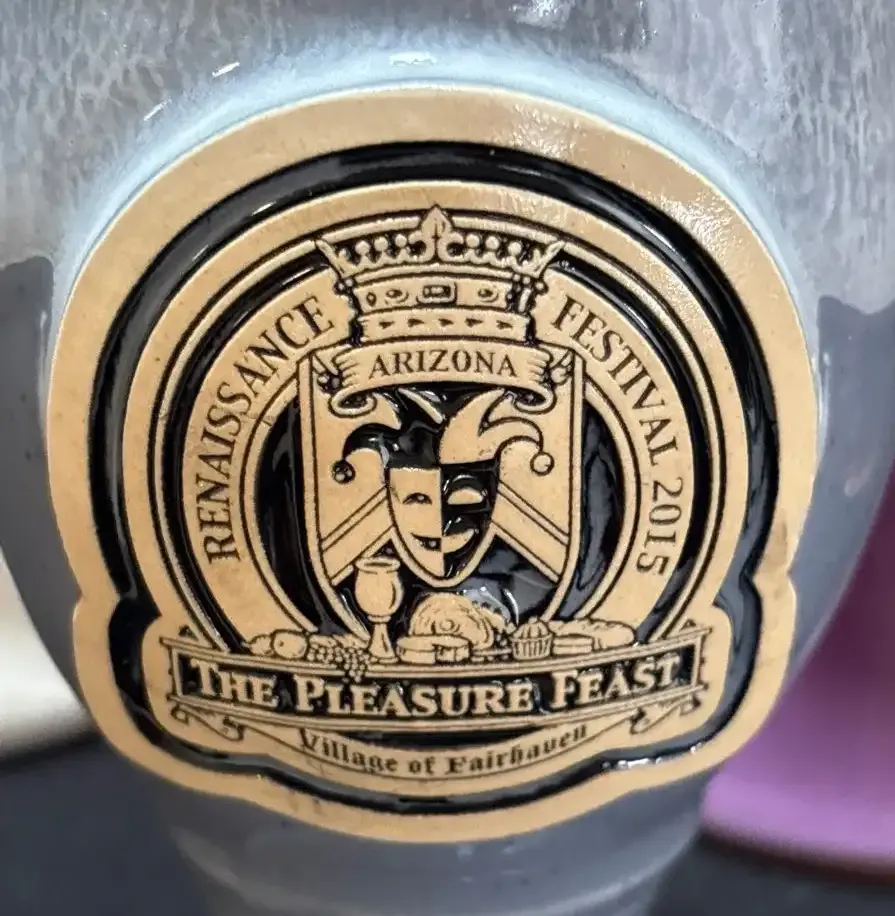 RENAISSANCE FESTIVAL 2015
ARIZONA
THE PLEASURE FEAST
Village of Fairhaven